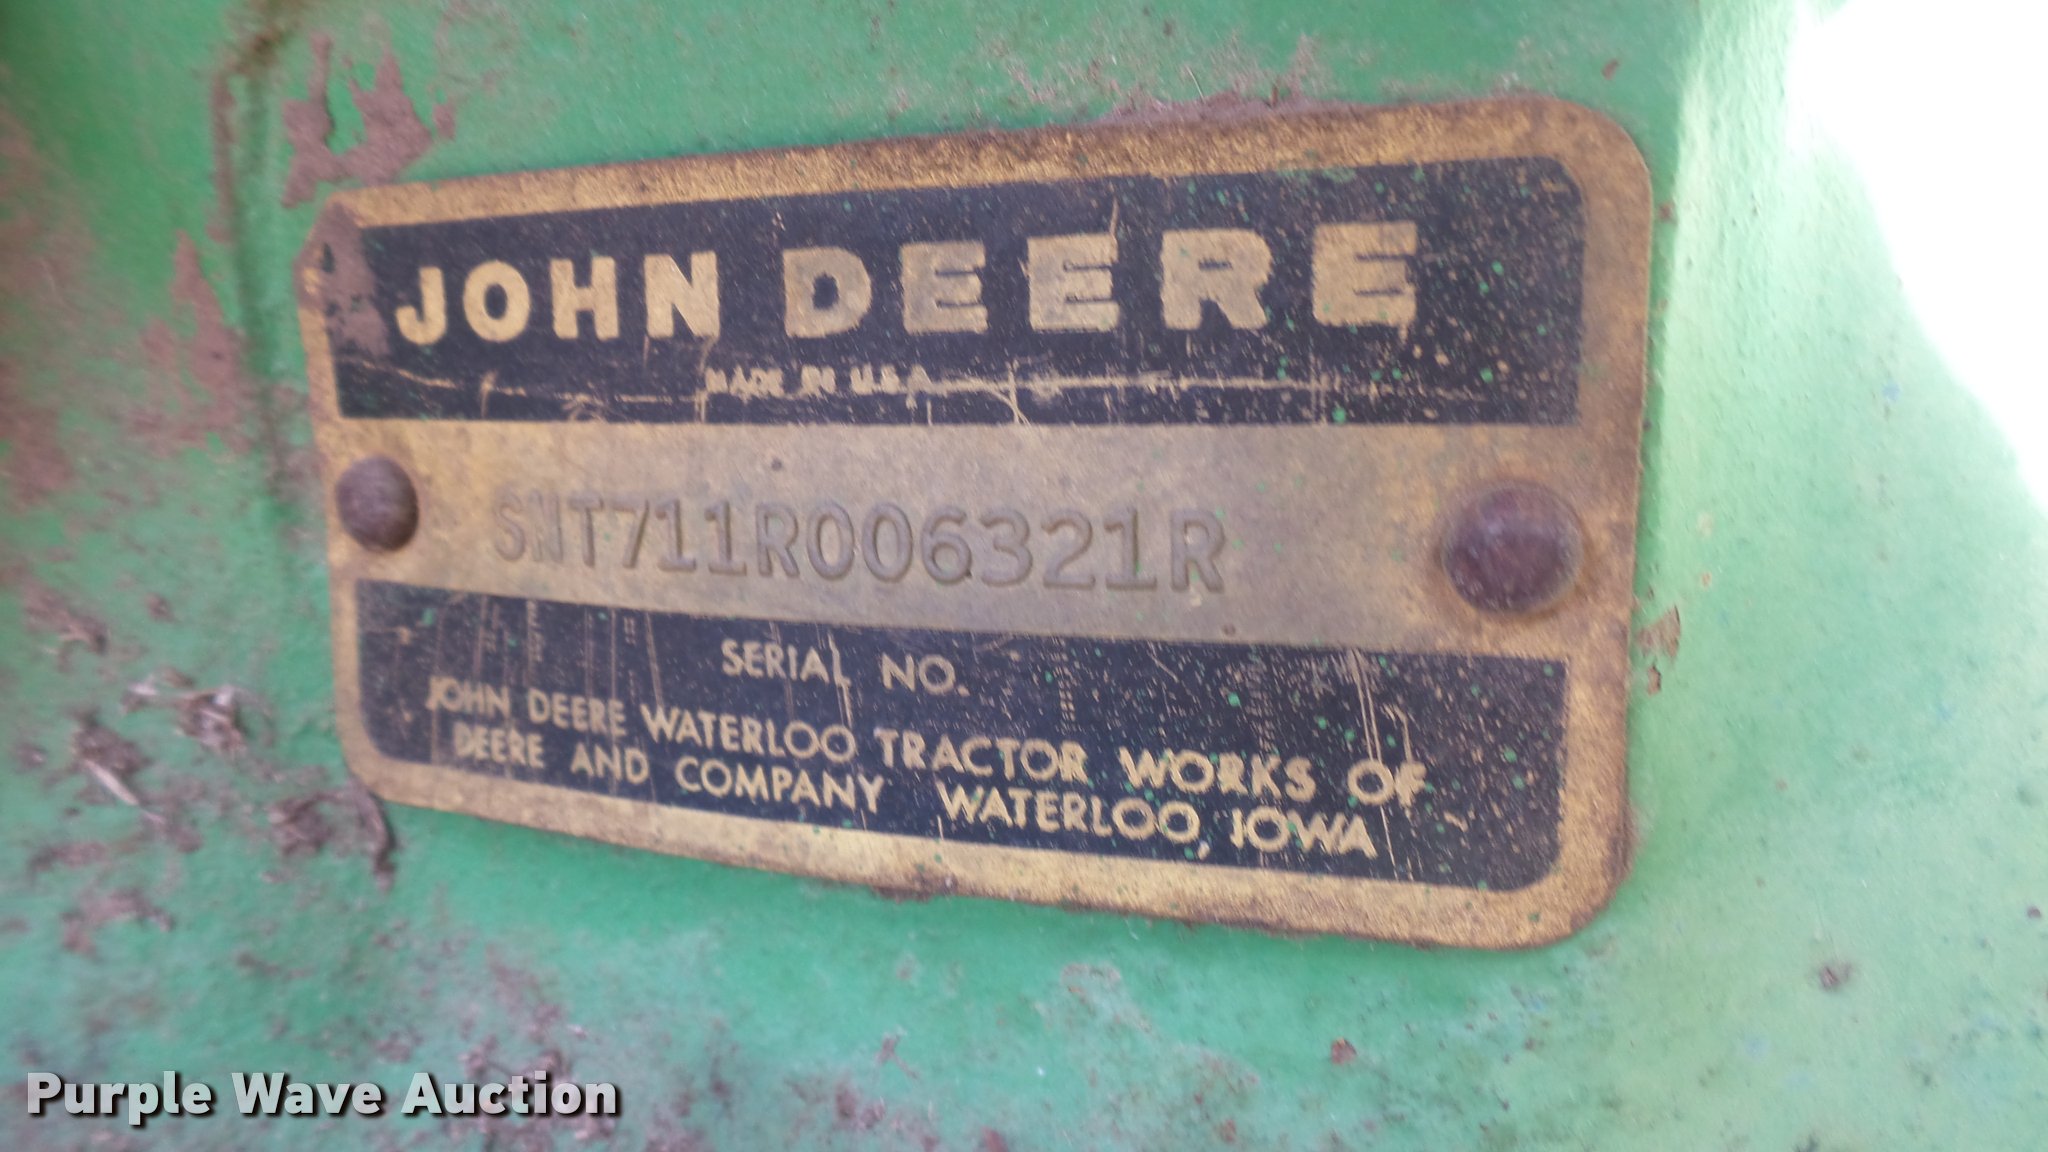 JOHN DEERE
MADE IN U.S.A.
SNT711R006321R
SERIAL NO.
JOHN DEERE WATERLOO TRACTOR WORKS OF
DEERE AND COMPANY WATERLOO, IOWA
Purple Wave Auction